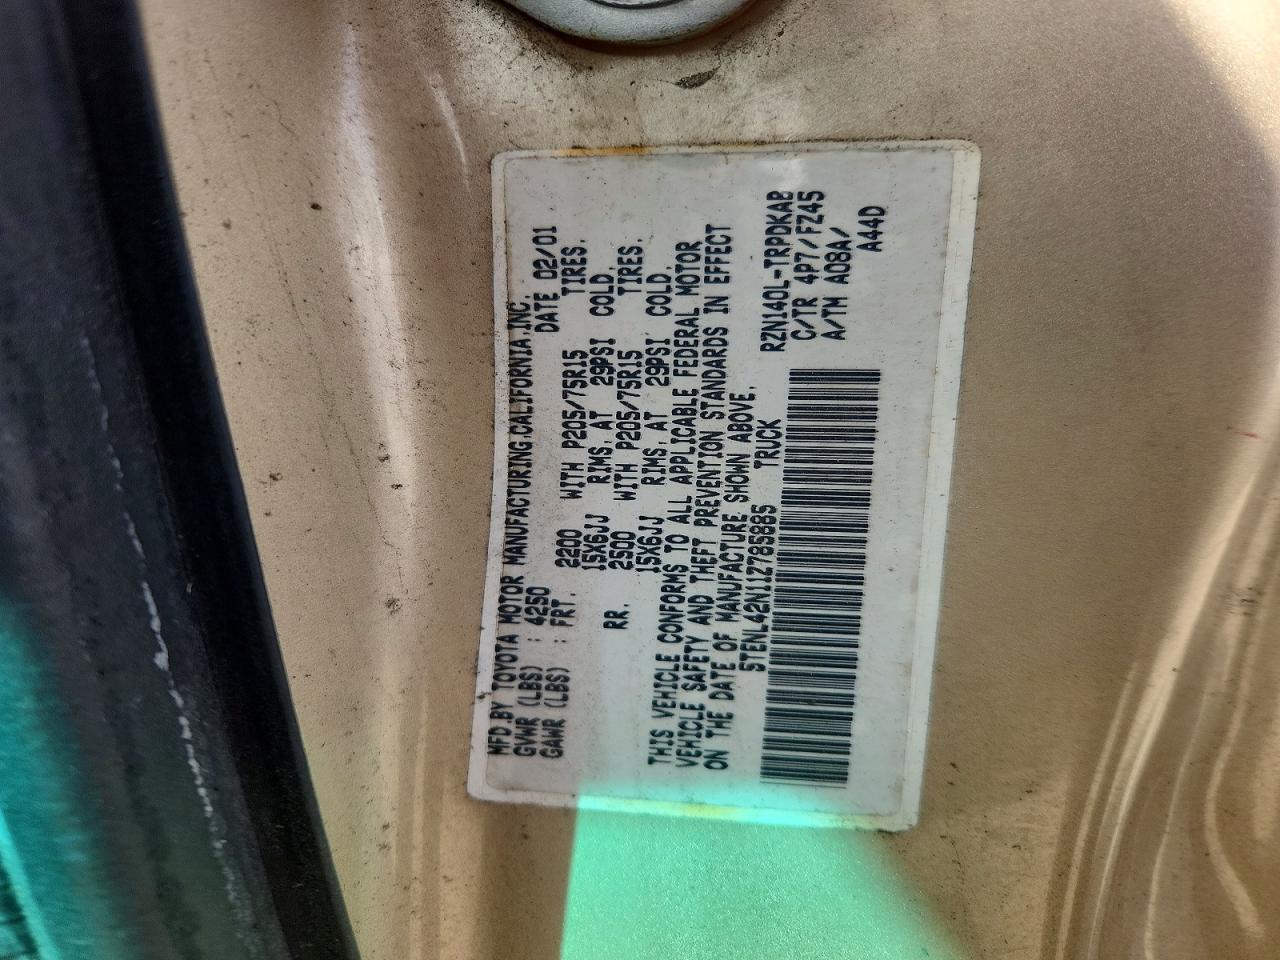 MFD.BY TOYOTA MOTOR MANUFACTURING,CALIFORNIA,INC.
GVWR (LBS) : 4250 DATE 02/01
GAWR (LBS) : FRT. 2200 WITH P205/75R15 TIRES,
15X6JJ RIMS, AT 29PSI COLD,
RR. 2500 WITH P205/75R15 TIRES,
15X6JJ RIMS, AT 29PSI COLD,
THIS VEHICLE CONFORMS TO ALL APPLICABLE FEDERAL MOTOR
VEHICLE SAFETY AND THEFT PREVENTION STANDARDS IN EFFECT
ON THE DATE OF MANUFACTURE SHOWN ABOVE.
5TENL42N11Z785885 TRUCK
RZN140L-TRPDKAB
C/TR 4P7/FZ45
A/TM A08A/
A44D